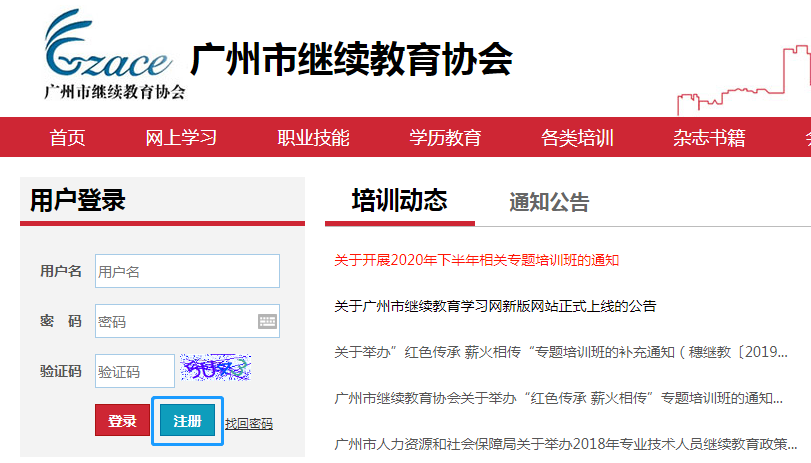 Gzace
广州市继续教育协会
广州市继续教育协会
首页 网上学习 职业技能 学历教育 各类培训 杂志书籍
用户登录
用户名 用户名
密 码 密码
验证码 验证码
登录 注册 找回密码
培训动态 通知公告
关于开展2020年下半年相关专题培训班的通知
关于广州市继续教育学习网新版网站正式上线的公告
关于举办”红色传承 薪火相传“专题培训班的补充通知（穗继教〔2019...
广州市继续教育协会关于举办“红色传承 薪火相传”专题培训班的通知...
广州市人力资源和社会保障局关于举办2018年专业技术人员继续教育政策...